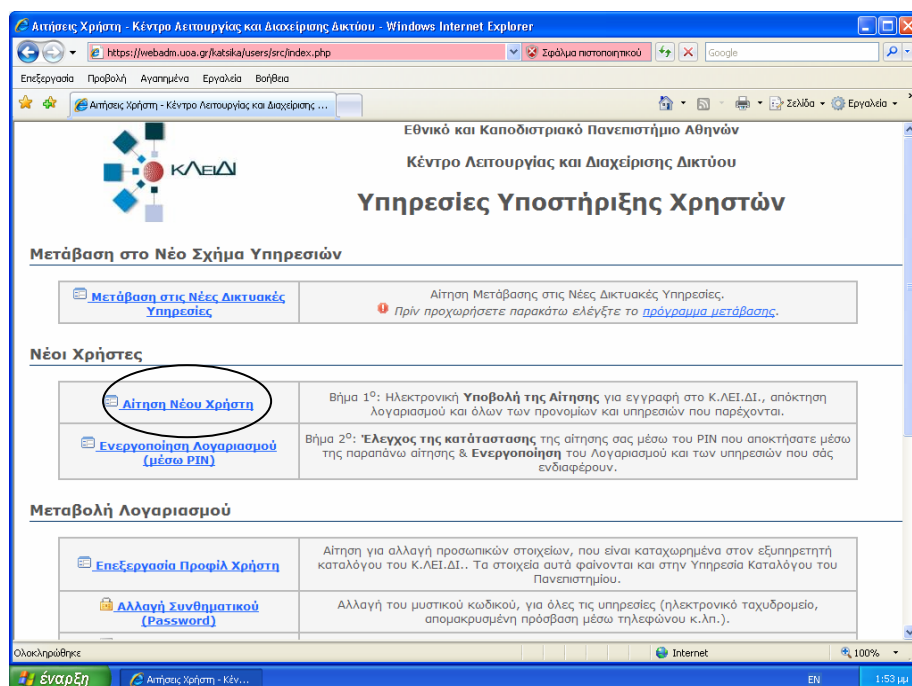 Αιτήσεις Χρήστη - Κέντρο Λειτουργίας και Διαχείρισης Δικτύου - Windows Internet Explorer
https://webadm.uoa.gr/katsika/users/src/index.php
Σφάλμα πιστοποιητικού
Google
Επεξεργασία Προβολή Αγαπημένα Εργαλεία Βοήθεια
Αιτήσεις Χρήστη - Κέντρο Λειτουργίας και Διαχείρισης ...
Σελίδα
Εργαλεία
»
Εθνικό και Καποδιστριακό Πανεπιστήμιο Αθηνών
ΚΛΕΙΔΙ
Κέντρο Λειτουργίας και Διαχείρισης Δικτύου
Υπηρεσίες Υποστήριξης Χρηστών
Μετάβαση στο Νέο Σχήμα Υπηρεσιών
Μετάβαση στις Νέες Δικτυακές
Υπηρεσίες
Αίτηση Μετάβασης στις Νέες Δικτυακές Υπηρεσίες.
Πρίν προχωρήσετε παρακάτω ελέγξτε το πρόγραμμα μετάβασης.
Νέοι Χρήστες
Αίτηση Νέου Χρήστη
Βήμα 1Ο: Ηλεκτρονική Υποβολή της Αίτησης για εγγραφή στο Κ.ΛΕΙ.ΔΙ., απόκτηση
λογαριασμού και όλων των προνομίων και υπηρεσιών που παρέχονται.
Ενεργοποίηση Λογαριασμού
(μέσω PIN)
Βήμα 2Ο: Έλεγχος της κατάταστασης της αίτησης σας μέσω του PIN που αποκτήσατε μέσω
της παραπάνω αίτησης & Ενεργοποίηση του Λογαριασμού και των υπηρεσιών που σάς
ενδιαφέρουν.
Μεταβολή Λογαριασμού
Επεξεργασία Προφίλ Χρήστη
Αίτηση για αλλαγή προσωπικών στοιχείων, που είναι καταχωρημένα στον εξυπηρετητή
καταλόγου του Κ.ΛΕΙ.ΔΙ.. Τα στοιχεία αυτά φαίνονται και στην Υπηρεσία Καταλόγου του
Πανεπιστημίου.
Αλλαγή Συνθηματικού
(Password)
Αλλαγή του μυστικού κωδικού, για όλες τις υπηρεσίες (ηλεκτρονικό ταχυδρομείο,
απομακρυσμένη πρόσβαση μέσω τηλεφώνου κ.λπ.).
Ολοκληρώθηκε
Internet
100%
έναρξη
Αιτήσεις Χρήστη - Κέν...
EN
1:53 μμ